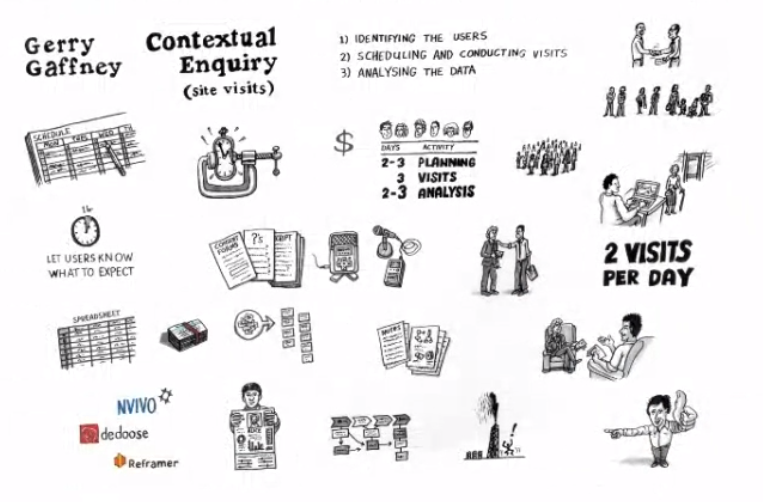 Gerry
Gaffney
Contextual
Enquiry
(site visits)
1) IDENTIFYING THE USERS
2) SCHEDULING AND CONDUCTING VISITS
3) ANALYSING THE DATA
SCHEDULE
MON TUES WED
$
DAYS ACTIVITY
2-3 PLANNING
3 VISITS
2-3 ANALYSIS
LET USERS KNOW
WHAT TO EXPECT
CONSENT
FORMS
?'s
2 VISITS
PER DAY
SPREADSHEET
NOTES
NVIVO
dedoose
Reframer
!